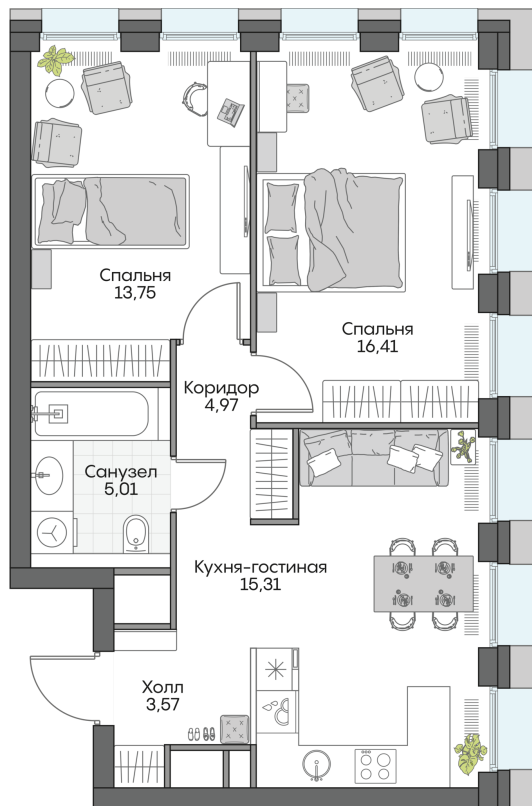 Спальня
13,75
Спальня
16,41
Коридор
4,97
Санузел
5,01
Кухня-гостиная
15,31
Холл
3,57